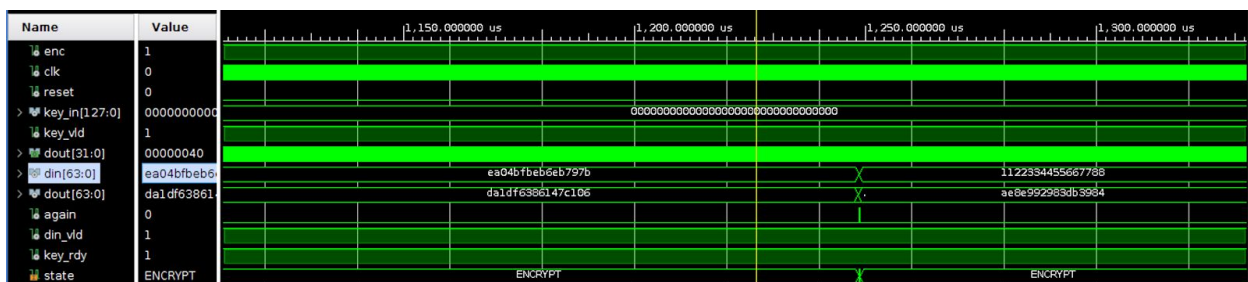 Name Value 1,150.000000 us 1,200.000000 us 1,250.000000 us 1,300.000000 us
enc 1
clk 0
reset 0
key_in[127:0] 0000000000 00000000000000000000000000000000
key_vld 1
dout[31:0] 00000040
din[63:0] ea04bfbeb6 ea04bfbeb6eb797b 1122334455667788
dout[63:0] da1df63861 da1df6386147c106 ae8e992983db3984
again 0
din_vld 1
key_rdy 1
state ENCRYPT ENCRYPT ENCRYPT